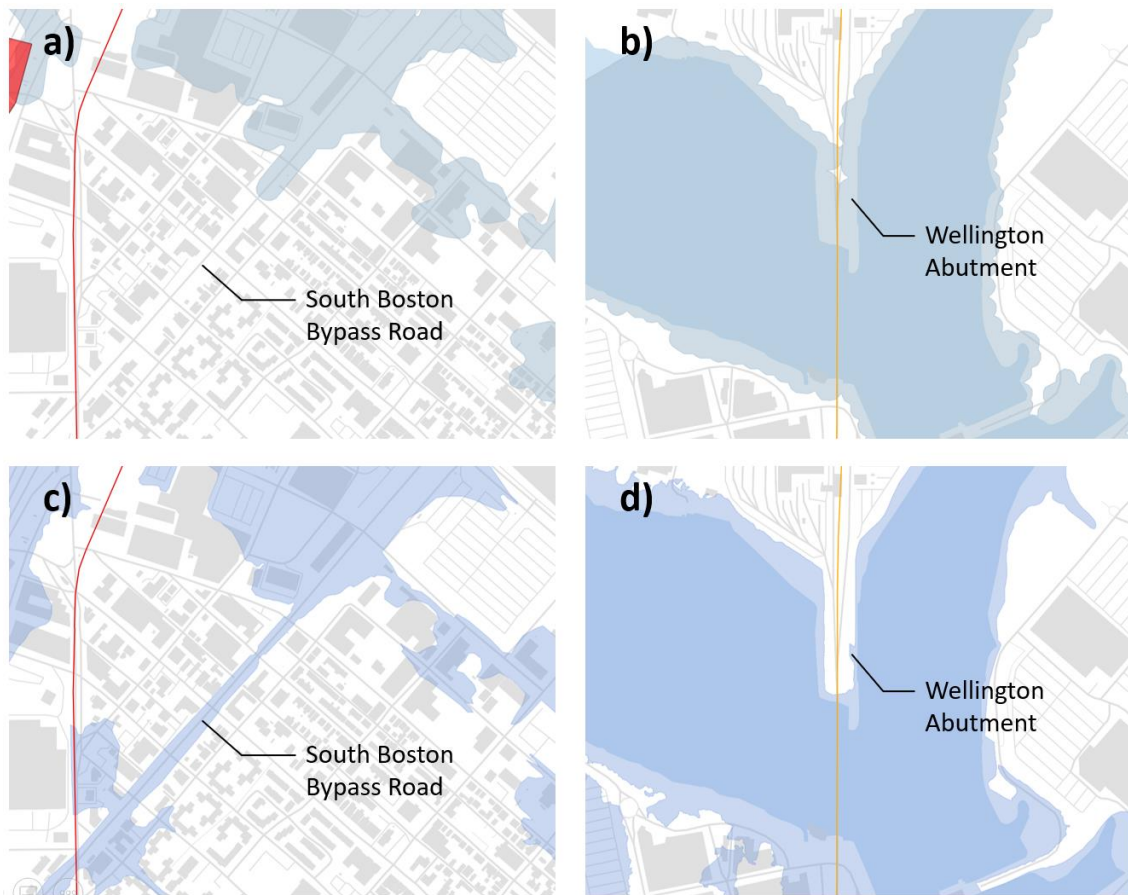 a)
South Boston
Bypass Road
b)
Wellington
Abutment
c)
South Boston
Bypass Road
d)
Wellington
Abutment